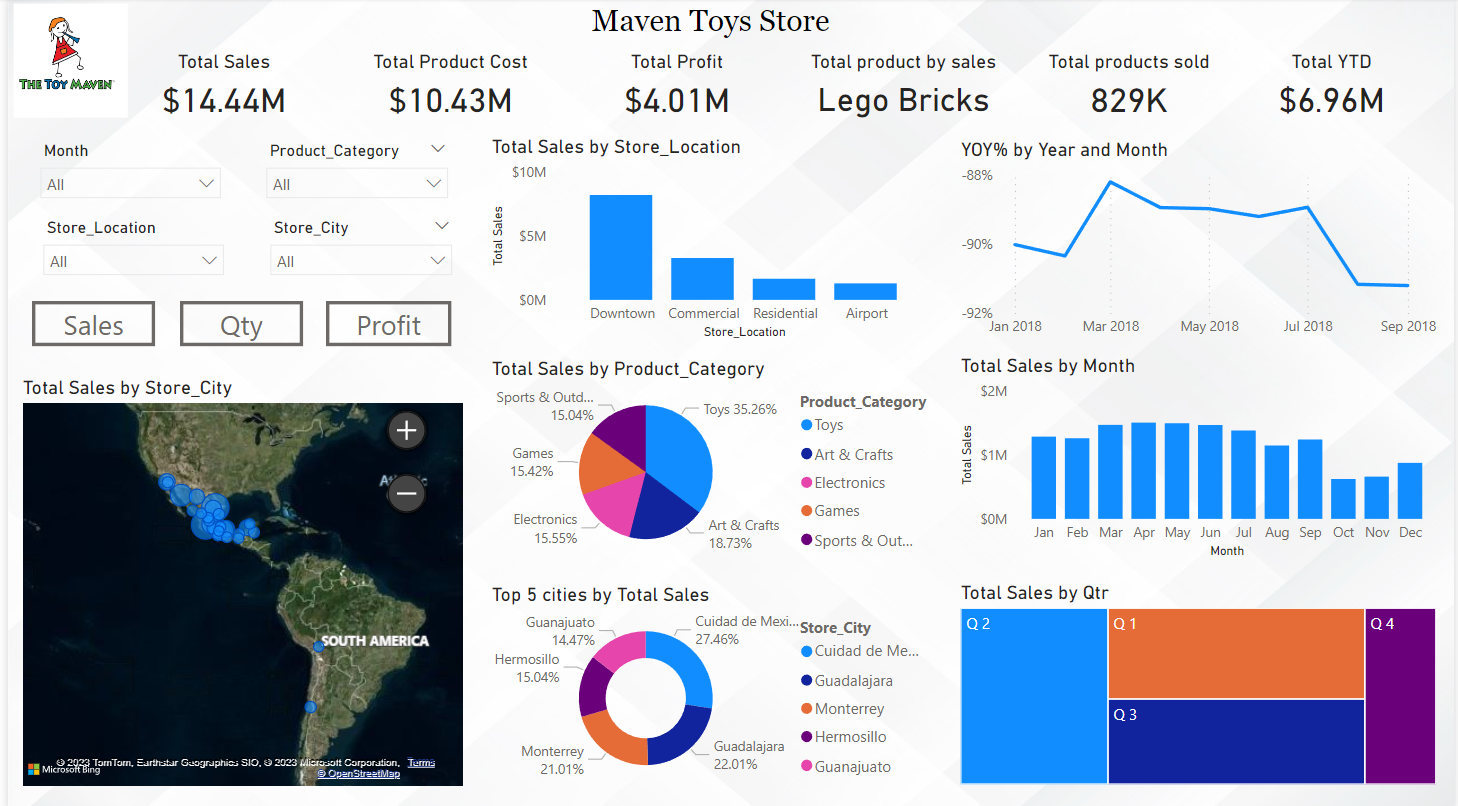 Maven Toys Store
THE TOY MAVEN
Total Sales
$14.44M
Total Product Cost
$10.43M
Total Profit
$4.01M
Total product by sales
Lego Bricks
Total products sold
829K
Total YTD
$6.96M
Month
All
Product_Category
All
Store_Location
All
Store_City
All
Sales
Qty
Profit
Total Sales by Store_City
SOUTH AMERICA
© 2023 TomTom, Earthstar Geographics SIO, © 2023 Microsoft Corporation, Terms
© OpenStreetMap
Microsoft Bing
Total Sales by Store_Location
Total Sales
$10M
$5M
$0M
Downtown Commercial Residential Airport
Store_Location
Total Sales by Product_Category
Sports & Outd...
15.04%
Toys 35.26%
Games
15.42%
Electronics
15.55%
Art & Crafts
18.73%
Product_Category
Toys
Art & Crafts
Electronics
Games
Sports & Out...
Top 5 cities by Total Sales
Guanajuato
14.47%
Cuidad de Mexi...
27.46%
Hermosillo
15.04%
Monterrey
21.01%
Guadalajara
22.01%
Store_City
Cuidad de Me...
Guadalajara
Monterrey
Hermosillo
Guanajuato
YOY% by Year and Month
-88%
-90%
-92%
Jan 2018 Mar 2018 May 2018 Jul 2018 Sep 2018
Total Sales by Month
Total Sales
$2M
$1M
$0M
Jan Feb Mar Apr May Jun Jul Aug Sep Oct Nov Dec
Month
Total Sales by Qtr
Q 2
Q 1
Q 3
Q 4